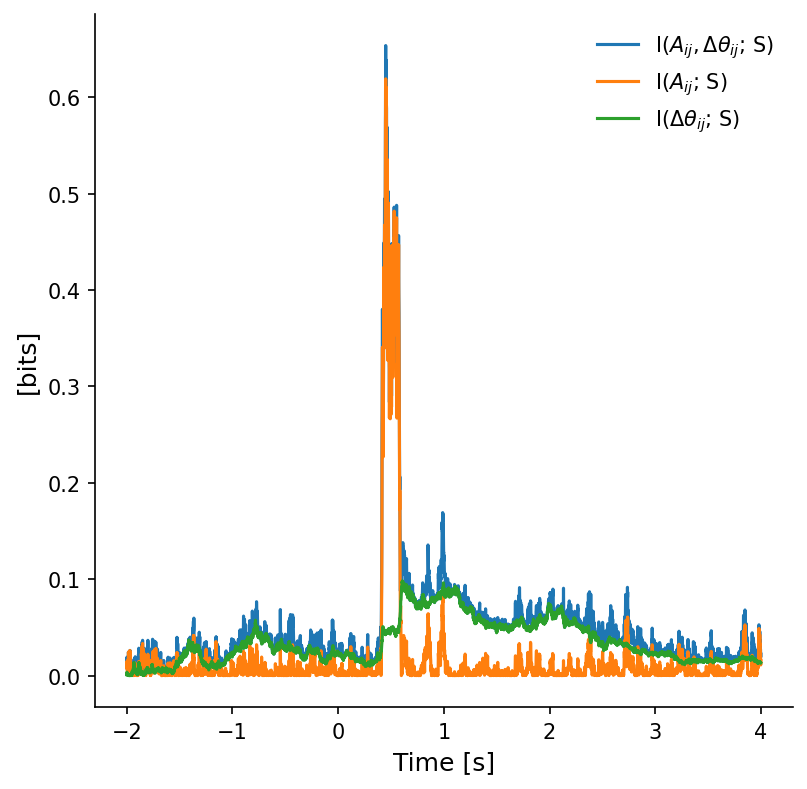 I(A_ij, Δθ_ij; S)
I(A_ij; S)
I(Δθ_ij; S)
[bits]
0.6
0.5
0.4
0.3
0.2
0.1
0.0
−2 −1 0 1 2 3 4
Time [s]